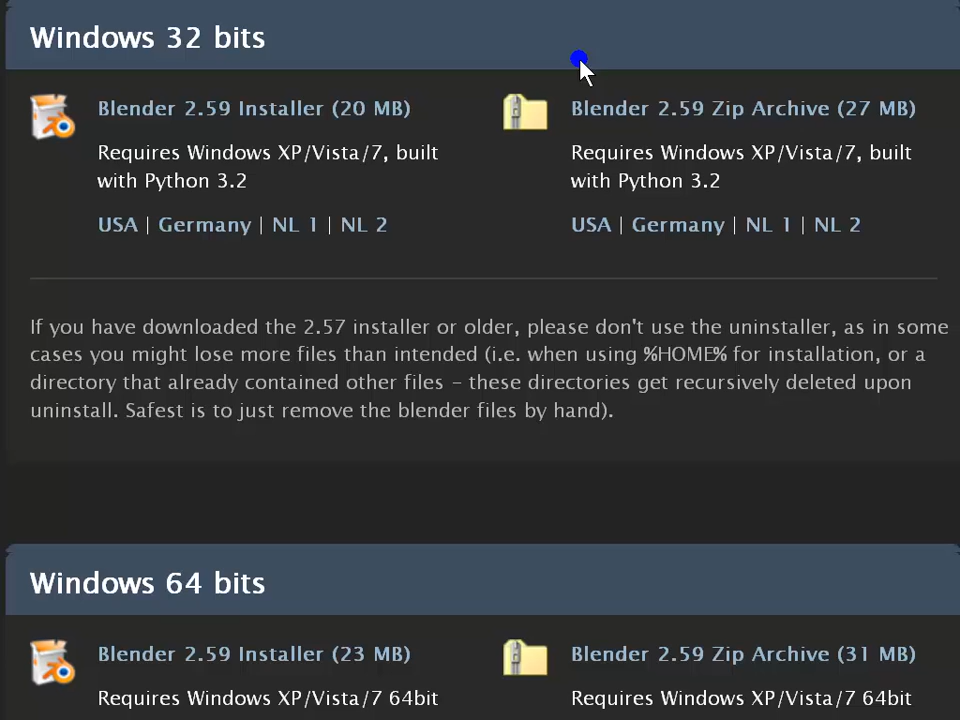 Windows 32 bits
Blender 2.59 Installer (20 MB)
Requires Windows XP/Vista/7, built
with Python 3.2
USA | Germany | NL 1 | NL 2
Blender 2.59 Zip Archive (27 MB)
Requires Windows XP/Vista/7, built
with Python 3.2
USA | Germany | NL 1 | NL 2
If you have downloaded the 2.57 installer or older, please don't use the uninstaller, as in some
cases you might lose more files than intended (i.e. when using %HOME% for installation, or a
directory that already contained other files – these directories get recursively deleted upon
uninstall. Safest is to just remove the blender files by hand).
Windows 64 bits
Blender 2.59 Installer (23 MB)
Requires Windows XP/Vista/7 64bit
Blender 2.59 Zip Archive (31 MB)
Requires Windows XP/Vista/7 64bit